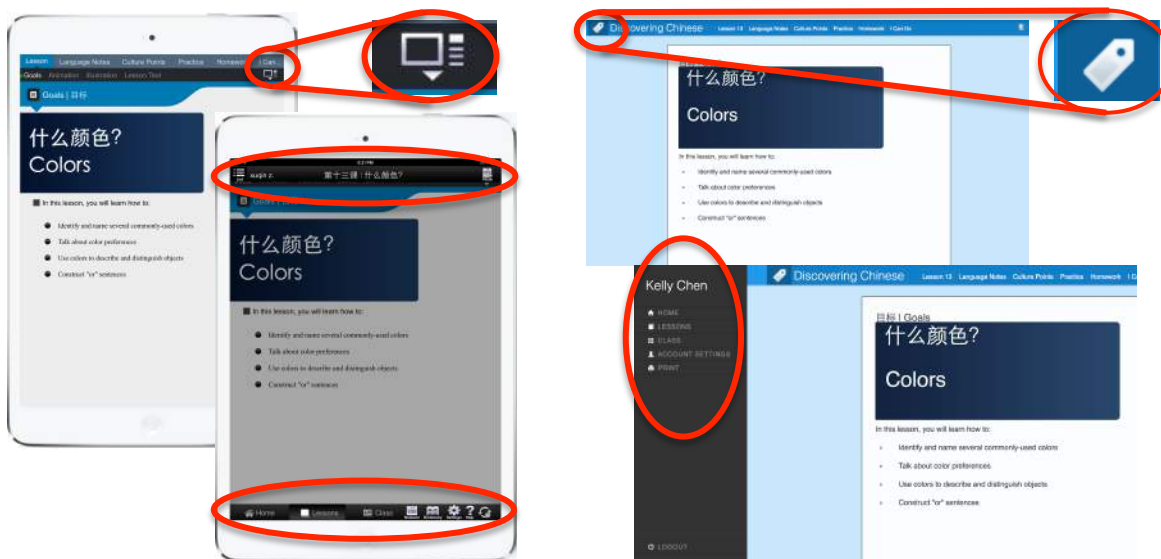 Lesson Language Notes Culture Points Practice Homework I Can...
Goals Animation Illustration Lesson Text
Goals | 目标
什么颜色?
Colors
In this lesson, you will learn how to:
Identify and name several commonly-used colors
Talk about color preferences
Use colors to describe and distinguish objects
Construct "or" sentences
suqin z.
第十三课 | 什么颜色?
Goals
什么颜色?
Colors
In this lesson, you will learn how to:
Identify and name several commonly-used colors
Talk about color preferences
Use colors to describe and distinguish objects
Construct "or" sentences
Home Lessons Class Settings Help
Discovering Chinese Lesson 13 Language Notes Culture Points Practice Homework I Can Do
什么颜色?
Colors
In this lesson, you will learn how to:
Identify and name several commonly-used colors
Talk about color preferences
Use colors to describe and distinguish objects
Construct "or" sentences
Kelly Chen
HOME
LESSONS
CLASS
ACCOUNT SETTINGS
PRINT
LOGOUT
Discovering Chinese Lesson 13 Language Notes Culture Points Practice Homework I C
目标 | Goals
什么颜色?
Colors
In this lesson, you will learn how to:
Identify and name several commonly-used colors
Talk about color preferences
Use colors to describe and distinguish objects
Construct "or" sentences